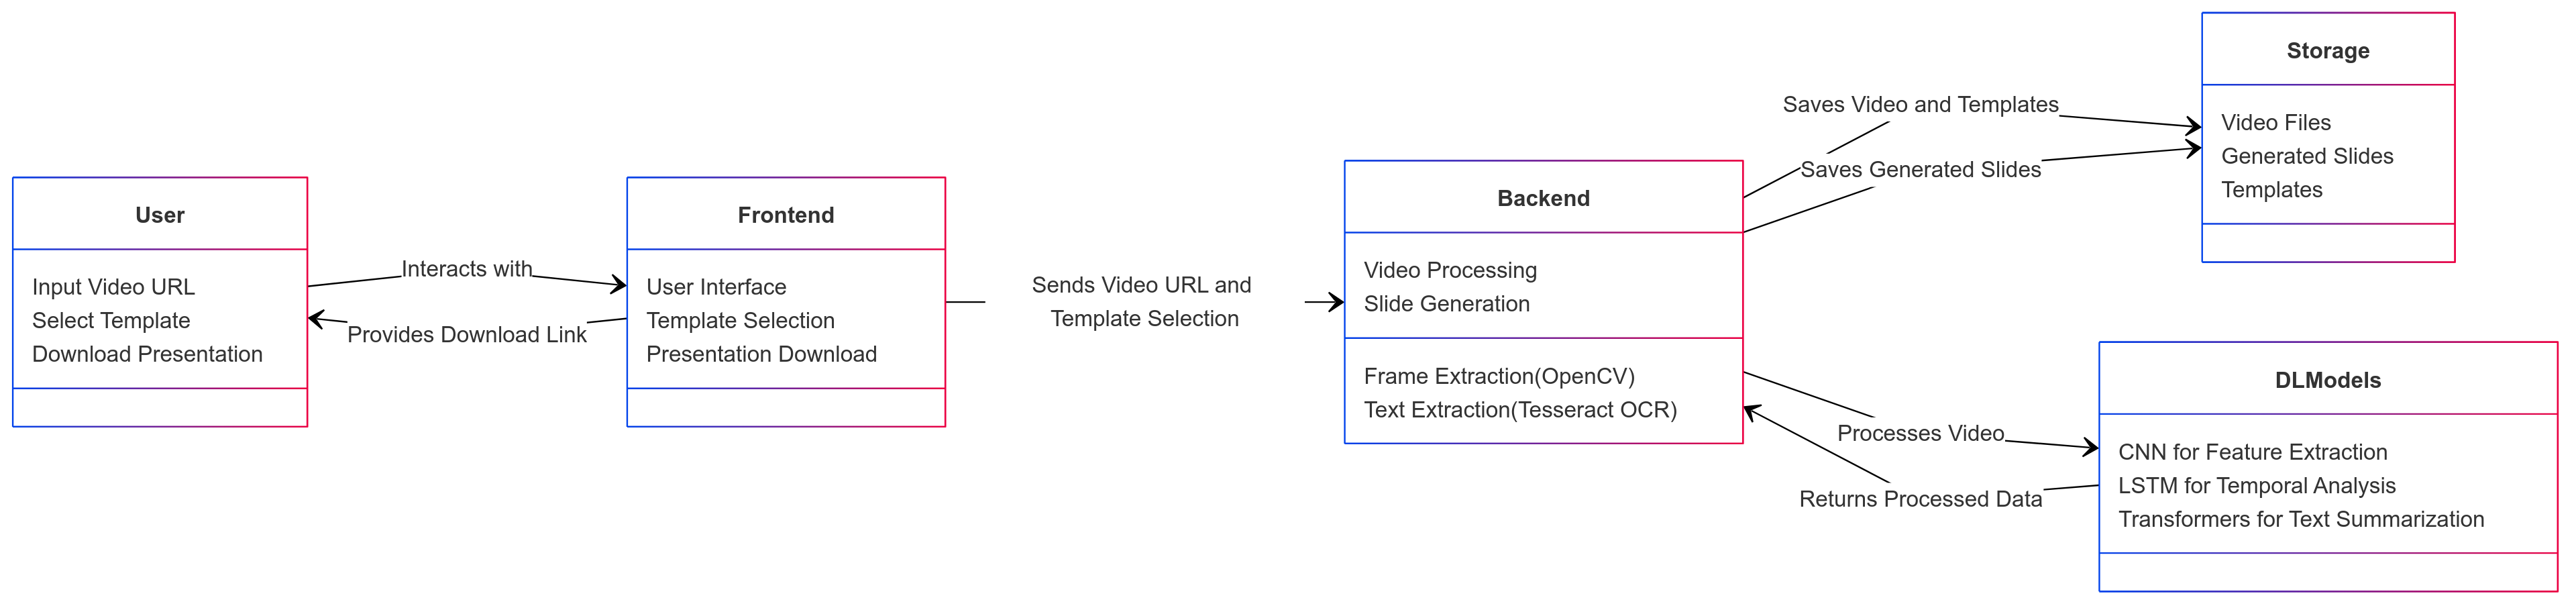 User
Input Video URL
Select Template
Download Presentation
Interacts with
Provides Download Link
Frontend
User Interface
Template Selection
Presentation Download
Sends Video URL and
Template Selection
Backend
Video Processing
Slide Generation
Frame Extraction(OpenCV)
Text Extraction(Tesseract OCR)
Saves Video and Templates
Saves Generated Slides
Processes Video
Returns Processed Data
Storage
Video Files
Generated Slides
Templates
DLModels
CNN for Feature Extraction
LSTM for Temporal Analysis
Transformers for Text Summarization